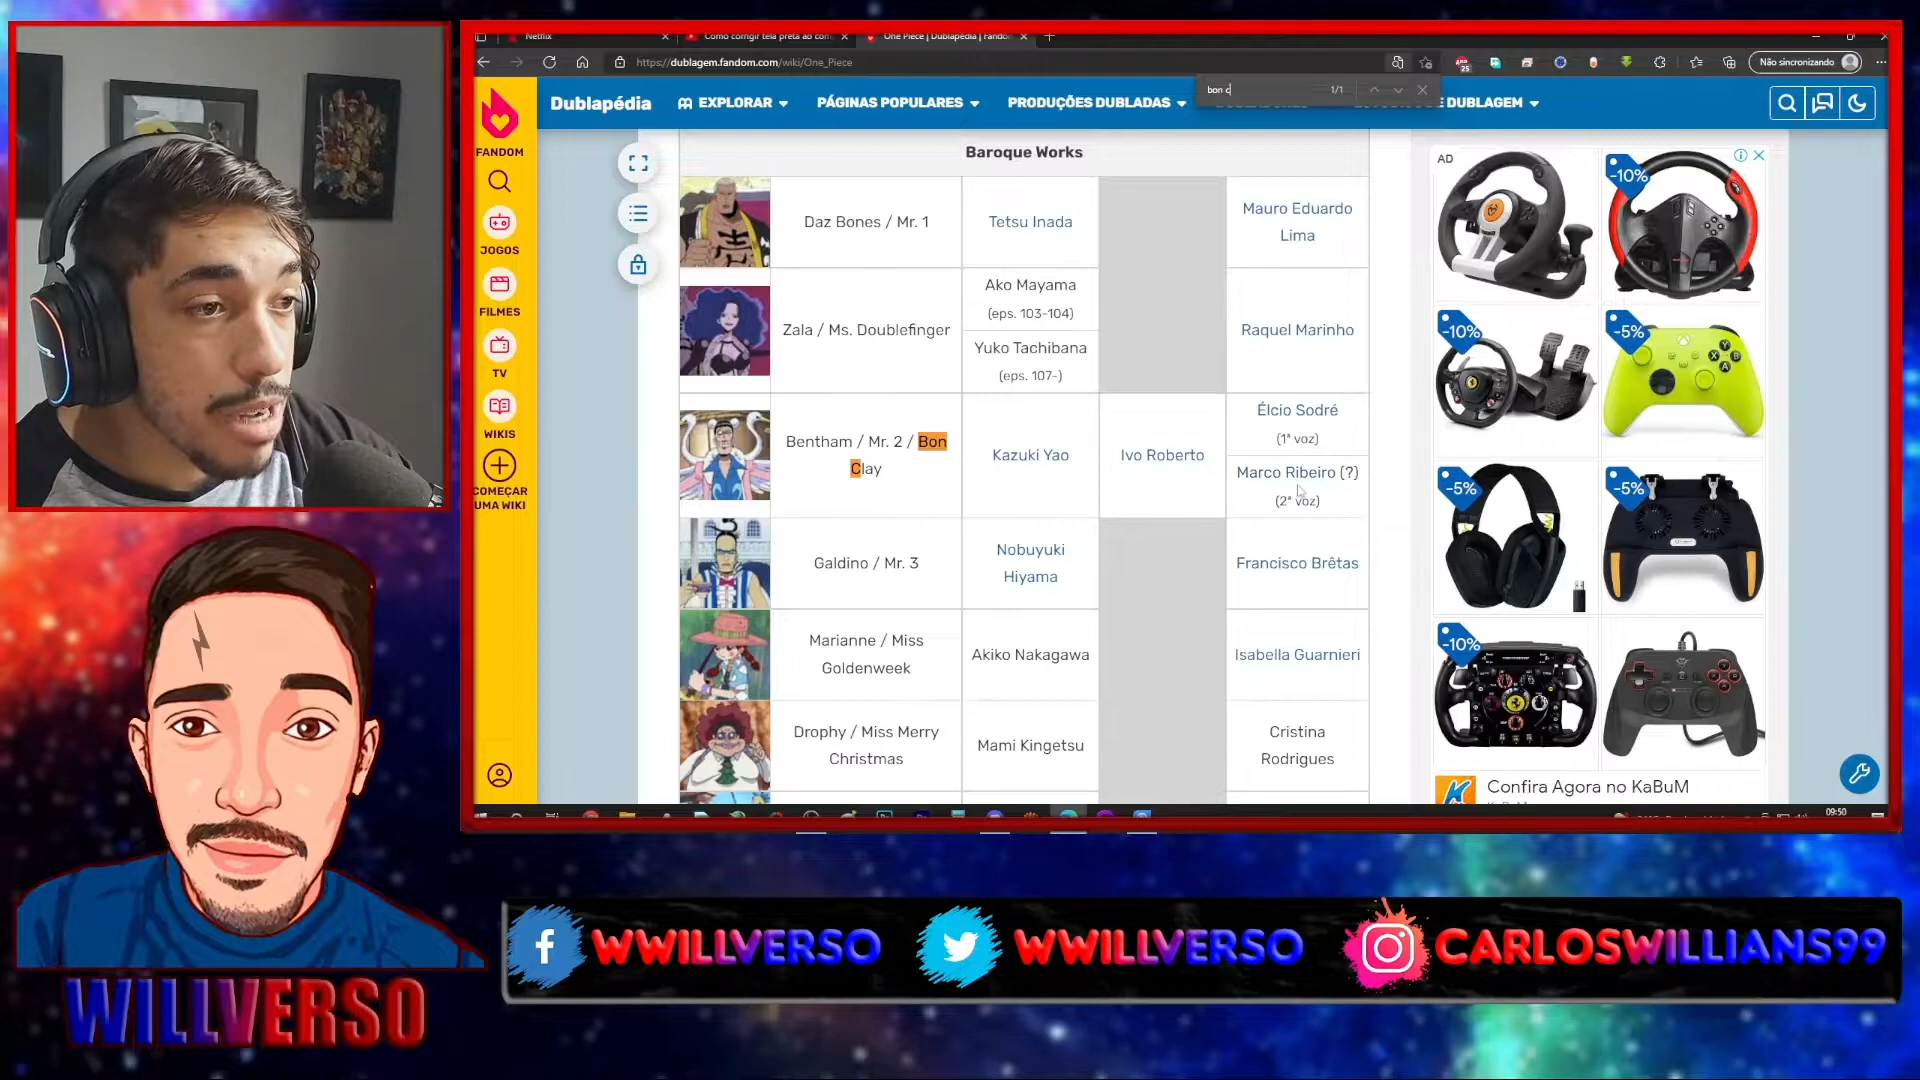 Netflix
Como corrigir tela preta ao com
One Piece | Dublapédia | Fando
https://dublagem.fandom.com/wiki/One_Piece
25
Não sincronizando
bon c
1/1
FANDOM
JOGOS
FILMES
TV
WIKIS
COMEÇAR
UMA WIKI
Dublapédia
EXPLORAR
PÁGINAS POPULARES
PRODUÇÕES DUBLADAS
DE DUBLAGEM
Baroque Works
Daz Bones / Mr. 1
Tetsu Inada
Mauro Eduardo
Lima
Zala / Ms. Doublefinger
Ako Mayama
(eps. 103-104)
Yuko Tachibana
(eps. 107-)
Raquel Marinho
Bentham / Mr. 2 / Bon
Clay
Kazuki Yao
Ivo Roberto
Élcio Sodré
(1ª voz)
Marco Ribeiro (?)
(2ª voz)
Galdino / Mr. 3
Nobuyuki
Hiyama
Francisco Brêtas
Marianne / Miss
Goldenweek
Akiko Nakagawa
Isabella Guarnieri
Drophy / Miss Merry
Christmas
Mami Kingetsu
Cristina
Rodrigues
AD
-10%
-10%
-5%
-5%
-5%
-10%
Confira Agora no KaBuM
09:50
WILLVERSO
WWILLVERSO
WWILLVERSO
CARLOSWILLIANS99